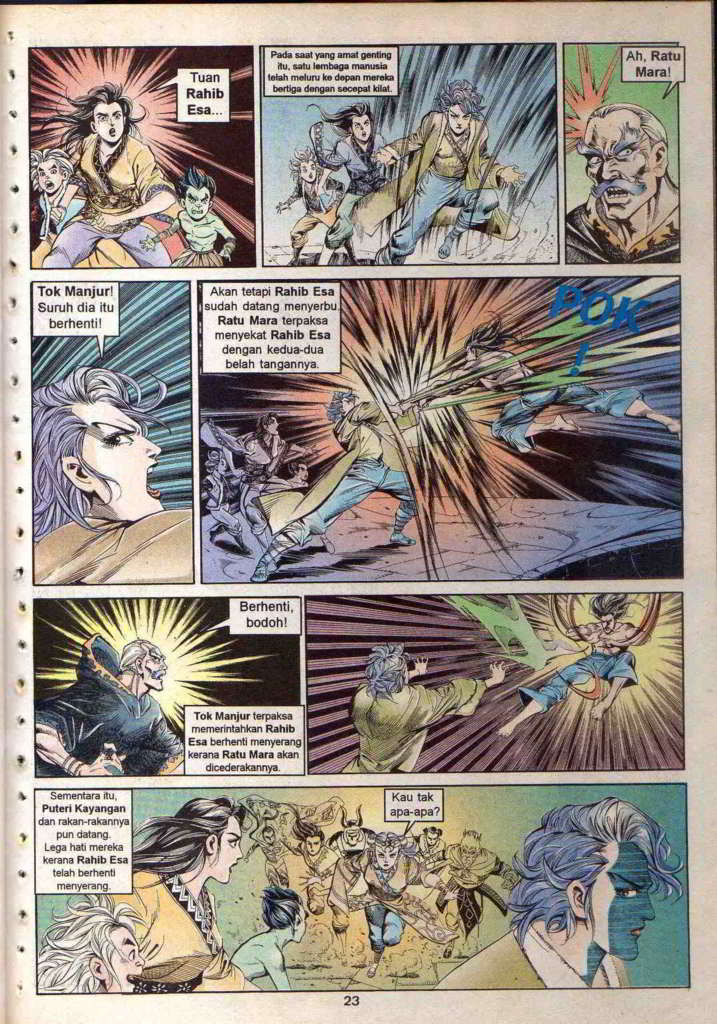 Tuan
Rahib
Esa...
Pada saat yang amat genting
itu, satu lembaga manusia
telah meluru ke depan mereka
bertiga dengan secepat kilat.
Ah, Ratu
Mara!
Tok Manjur!
Suruh dia itu
berhenti!
Akan tetapi Rahib Esa
sudah datang menyerbu.
Ratu Mara terpaksa
menyekat Rahib Esa
dengan kedua-dua
belah tangannya.
POK
!
Berhenti,
bodoh!
Tok Manjur terpaksa
memerintahkan Rahib
Esa berhenti menyerang
kerana Ratu Mara akan
dicederakannya.
Sementara itu,
Puteri Kayangan
dan rakan-rakannya
pun datang.
Lega hati mereka
kerana Rahib Esa
telah berhenti
menyerang.
Kau tak
apa-apa?
23